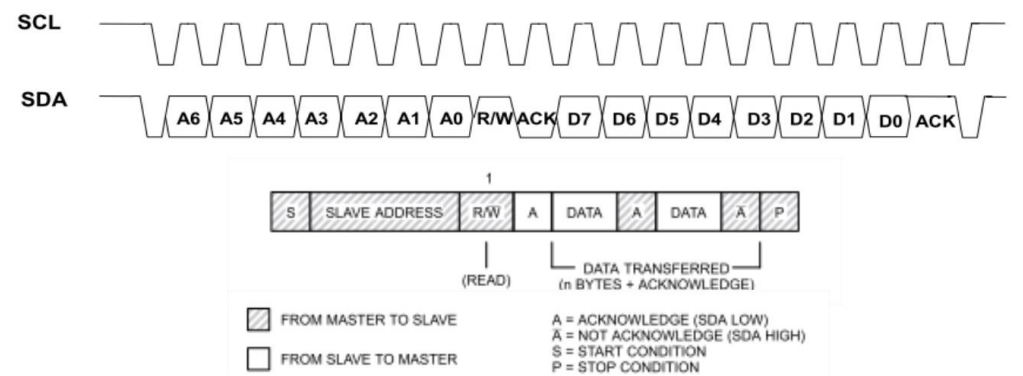 SCL
SDA A6 A5 A4 A3 A2 A1 A0 R/W ACK D7 D6 D5 D4 D3 D2 D1 D0 ACK
1
S SLAVE ADDRESS R/W̅ A DATA A DATA A̅ P
(READ)
DATA TRANSFERRED
(n BYTES + ACKNOWLEDGE)
FROM MASTER TO SLAVE
FROM SLAVE TO MASTER
A = ACKNOWLEDGE (SDA LOW)
A̅ = NOT ACKNOWLEDGE (SDA HIGH)
S = START CONDITION
P = STOP CONDITION